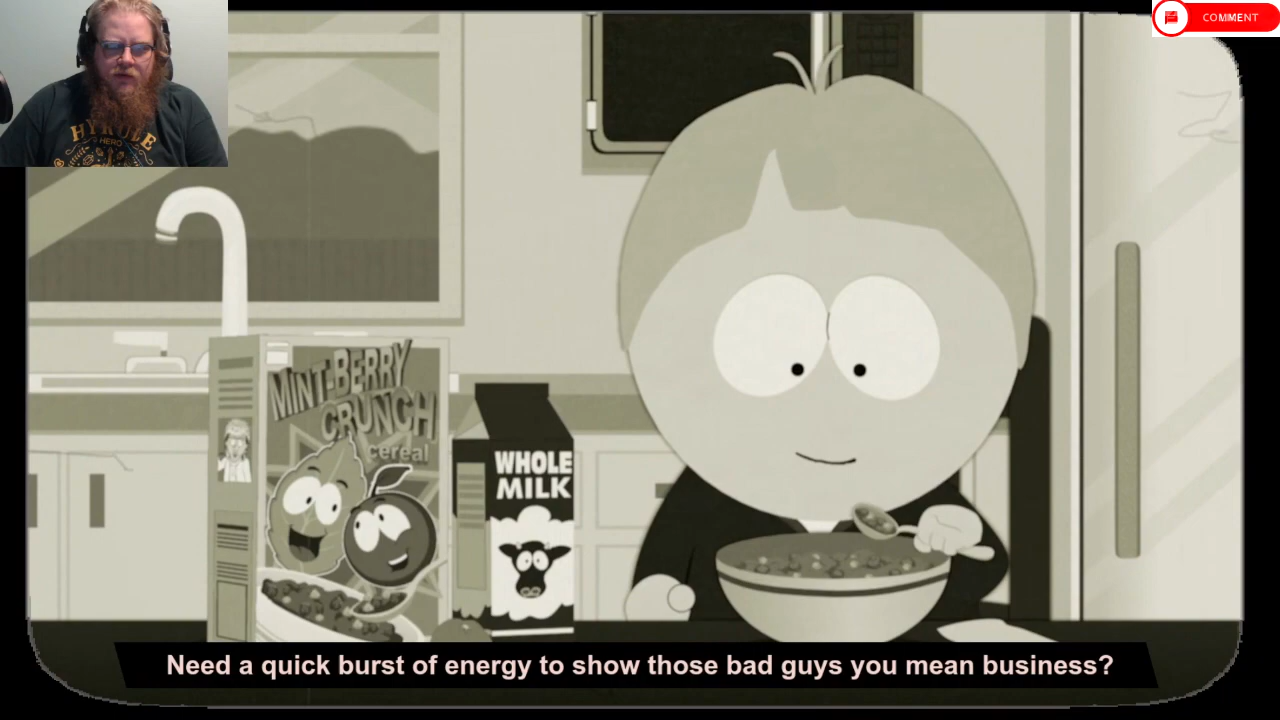 COMMENT
HYRULE
HERO
MINT-BERRY
CRUNCH
cereal
WHOLE
MILK
Need a quick burst of energy to show those bad guys you mean business?